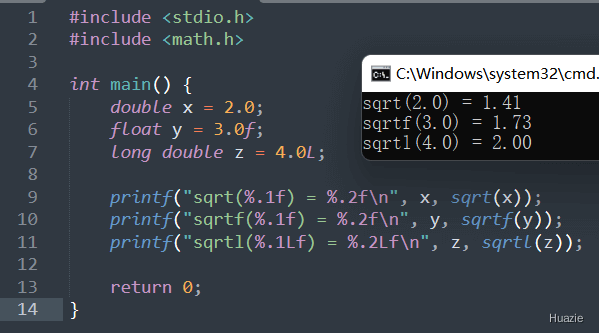 1 #include <stdio.h>
2 #include <math.h>
3
4 int main() {
5     double x = 2.0;
6     float y = 3.0f;
7     long double z = 4.0L;
8
9     printf("sqrt(%.1f) = %.2f\n", x, sqrt(x));
10     printf("sqrtf(%.1f) = %.2f\n", y, sqrtf(y));
11     printf("sqrtl(%.1Lf) = %.2Lf\n", z, sqrtl(z));
12
13     return 0;
14 }
C:\Windows\system32\cmd.
sqrt(2.0) = 1.41
sqrtf(3.0) = 1.73
sqrtl(4.0) = 2.00
Huazie